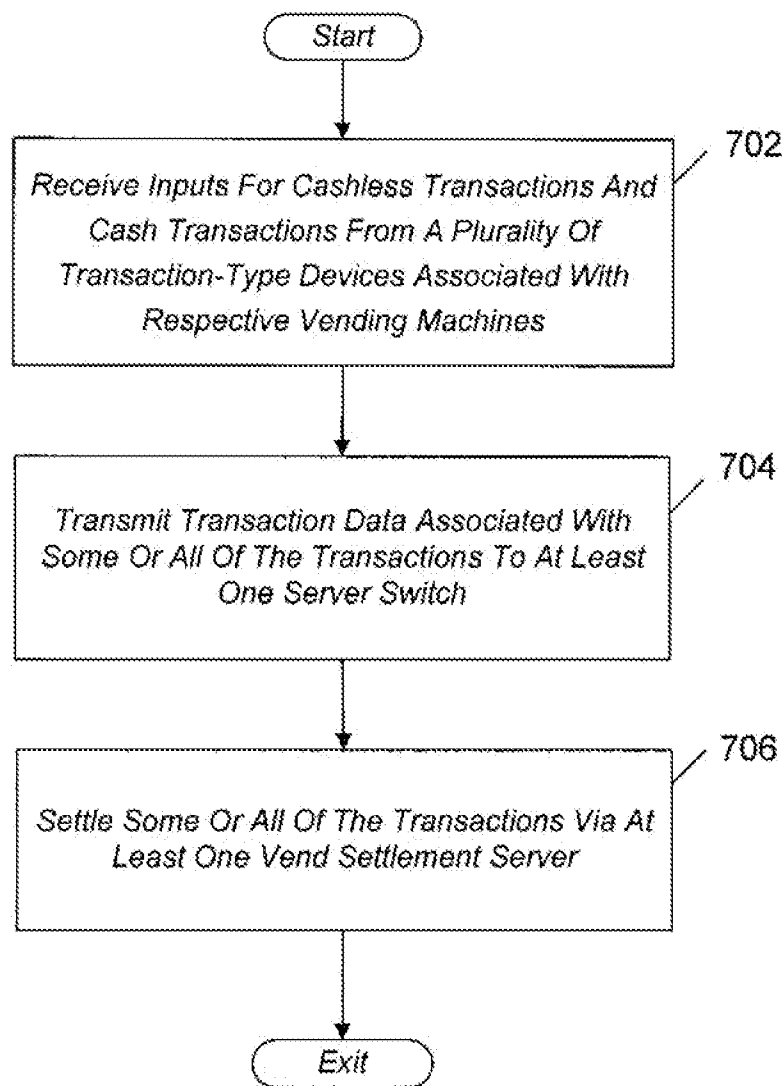 Start
702
Receive Inputs For Cashless Transactions And
Cash Transactions From A Plurality Of
Transaction-Type Devices Associated With
Respective Vending Machines
704
Transmit Transaction Data Associated With
Some Or All Of The Transactions To At Least
One Server Switch
706
Settle Some Or All Of The Transactions Via At
Least One Vend Settlement Server
Exit